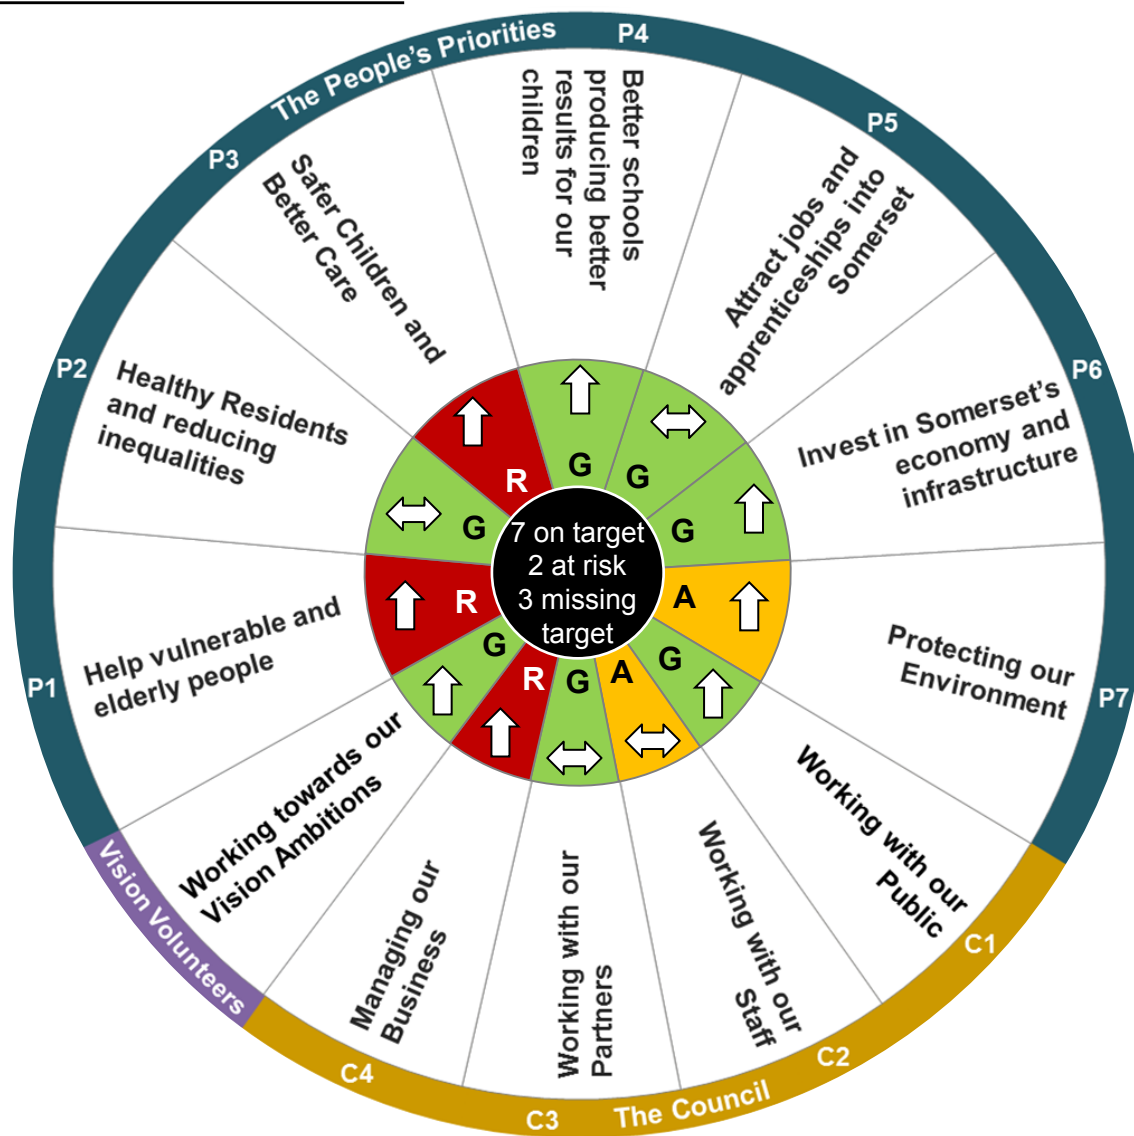 The People's Priorities
P1
Help vulnerable and
elderly people
R
P2
Healthy Residents
and reducing
inequalities
G
P3
Safer Children and
Better Care
R
P4
Better schools
producing better
results for our
children
G
P5
Attract jobs and
apprenticeships into
Somerset
G
P6
Invest in Somerset's
economy and
infrastructure
G
P7
Protecting our
Environment
A
The Council
C1
Working with our
Public
G
C2
Working with our
Staff
A
C3
Working with our
Partners
G
C4
Managing our
Business
R
Vision Volunteers
Working towards our
Vision Ambitions
G
7 on target
2 at risk
3 missing
target